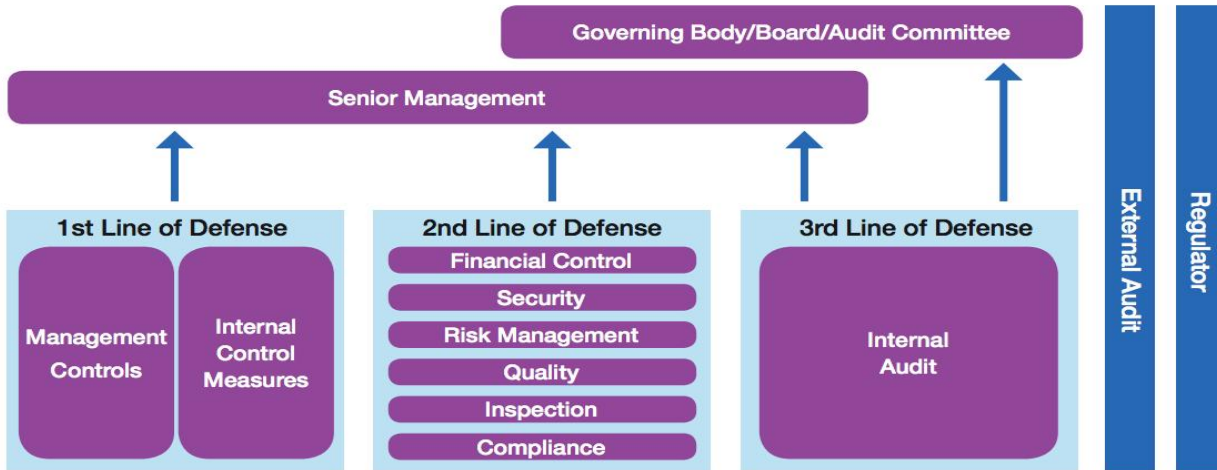 Governing Body/Board/Audit Committee
Senior Management
1st Line of Defense
Management
Controls
Internal
Control
Measures
2nd Line of Defense
Financial Control
Security
Risk Management
Quality
Inspection
Compliance
3rd Line of Defense
Internal
Audit
External Audit
Regulator